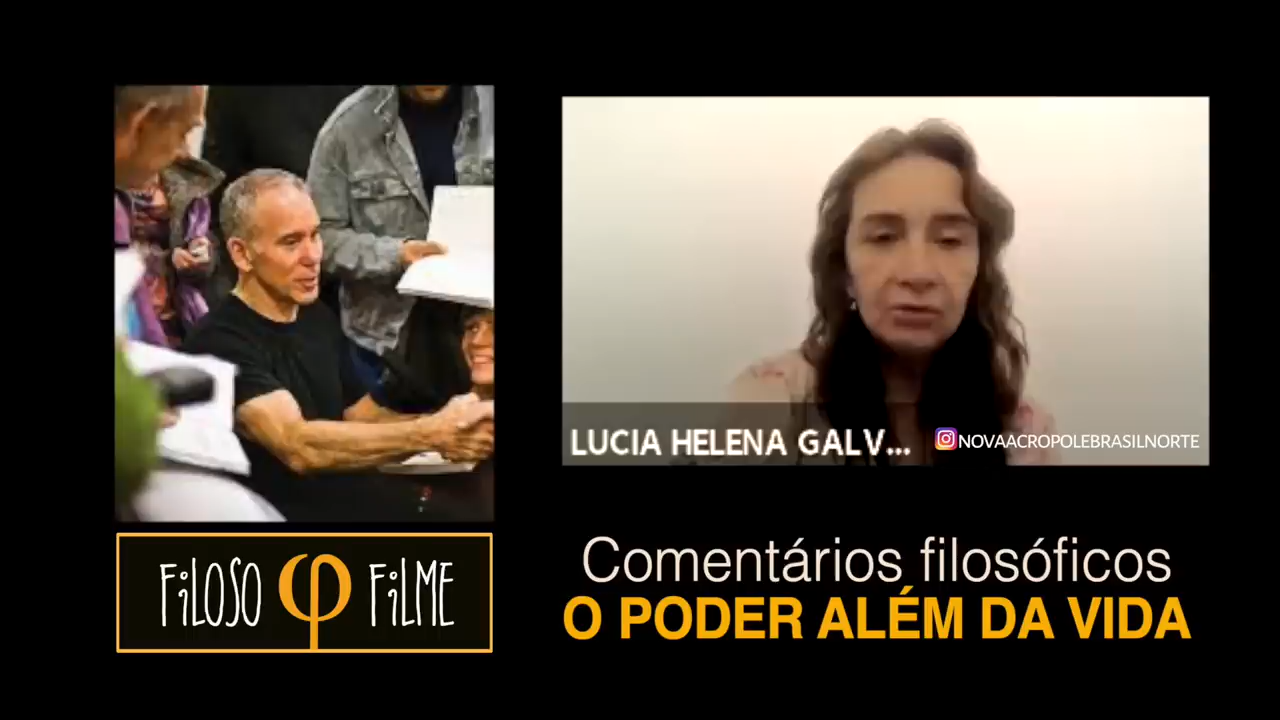 LUCIA HELENA GALV...
NOVAACROPOLEBRASILNORTE
FiLOSO φ FiLME
Comentários filosóficos
O PODER ALÉM DA VIDA